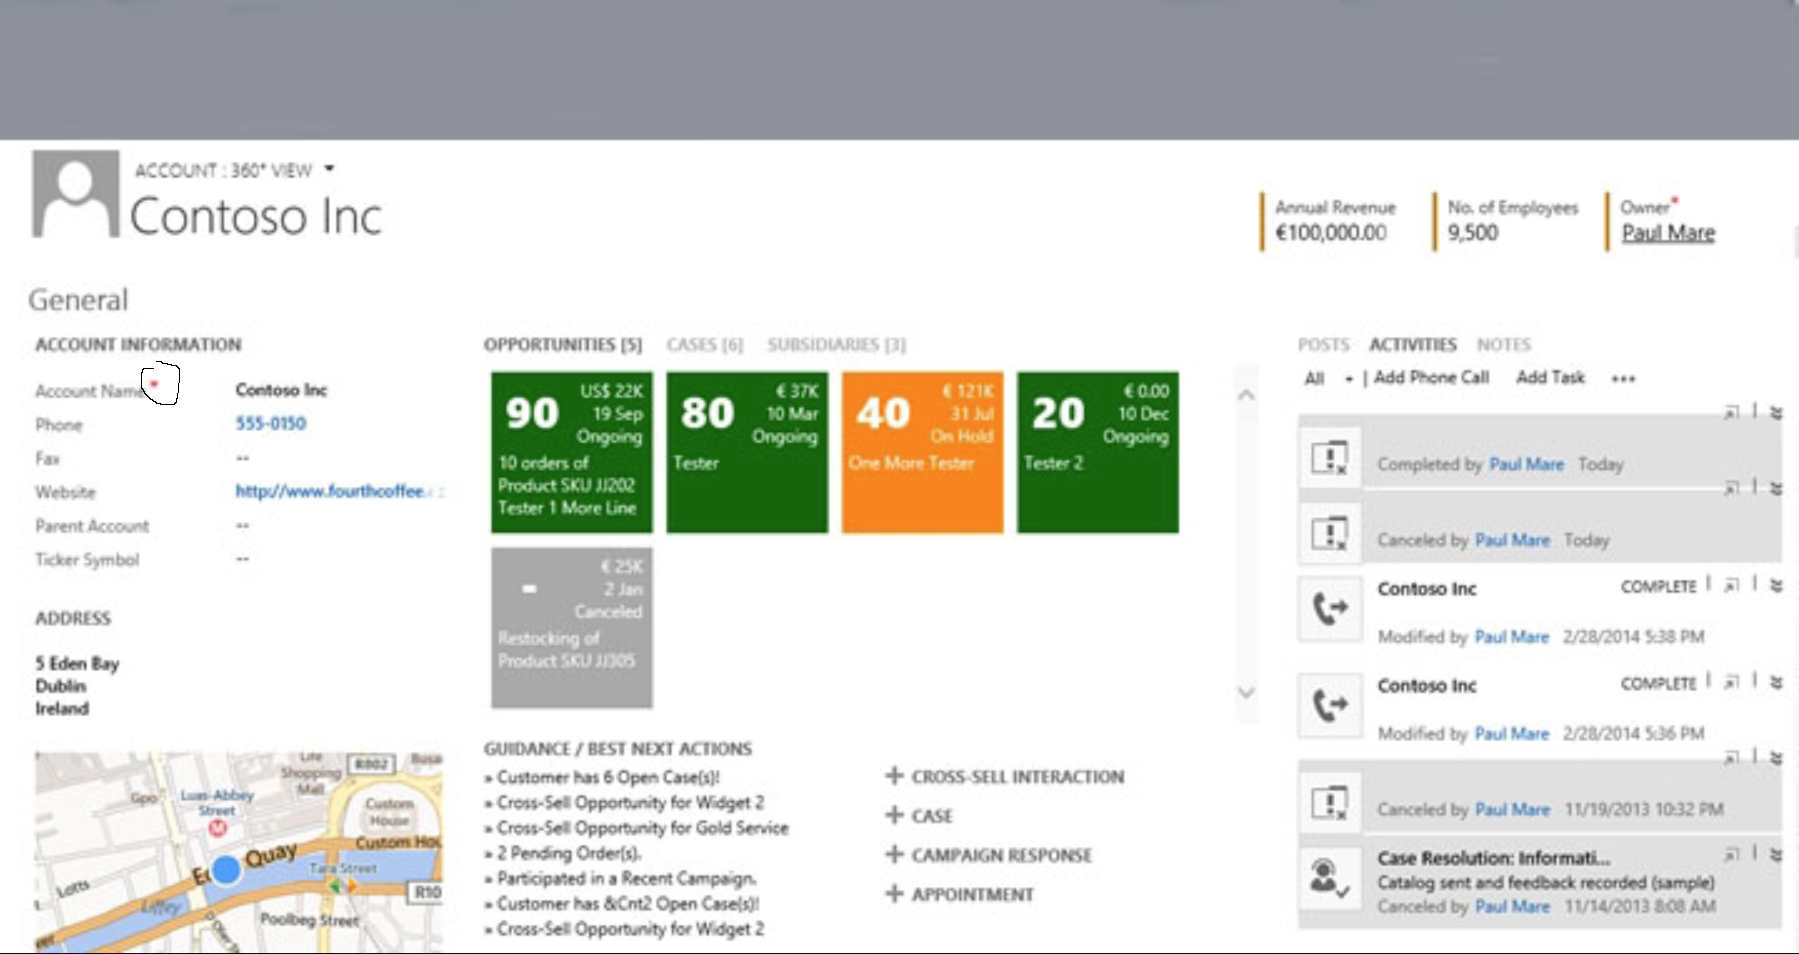 ACCOUNT : 360° VIEW
Contoso Inc
Annual Revenue
€100,000.00
No. of Employees
9,500
Owner*
Paul Mare
General
ACCOUNT INFORMATION
Account Name *
Contoso Inc
Phone
555-0150
Fax
--
Website
http://www.fourthcoffee.
Parent Account
--
Ticker Symbol
--
ADDRESS
5 Eden Bay
Dublin
Ireland
Gpo
Luas-Abbey
Street
M
Life
Shopping
Mall
R802
Busa
Custom
House
Custom Hou
Quay
Tara Street
R10
Lotts
Liffey
Poolbeg Street
OPPORTUNITIES [5] CASES [6] SUBSIDIARIES [3]
90
US$ 22K
19 Sep
Ongoing
10 orders of
Product SKU JJ202
Tester 1 More Line
80
€ 37K
10 Mar
Ongoing
Tester
40
€ 121K
31 Jul
On Hold
One More Tester
20
€ 0.00
10 Dec
Ongoing
Tester 2
-
€ 25K
2 Jan
Canceled
Restocking of
Product SKU JJ305
GUIDANCE / BEST NEXT ACTIONS
» Customer has 6 Open Case(s)!
» Cross-Sell Opportunity for Widget 2
» Cross-Sell Opportunity for Gold Service
» 2 Pending Order(s).
» Participated in a Recent Campaign.
» Customer has &Cnt2 Open Case(s)!
» Cross-Sell Opportunity for Widget 2
+ CROSS-SELL INTERACTION
+ CASE
+ CAMPAIGN RESPONSE
+ APPOINTMENT
POSTS ACTIVITIES NOTES
All | Add Phone Call Add Task •••
Completed by Paul Mare Today
Canceled by Paul Mare Today
Contoso Inc COMPLETE
Modified by Paul Mare 2/28/2014 5:38 PM
Contoso Inc COMPLETE
Modified by Paul Mare 2/28/2014 5:36 PM
Canceled by Paul Mare 11/19/2013 10:32 PM
Case Resolution: Informati...
Catalog sent and feedback recorded (sample)
Canceled by Paul Mare 11/14/2013 8:08 AM